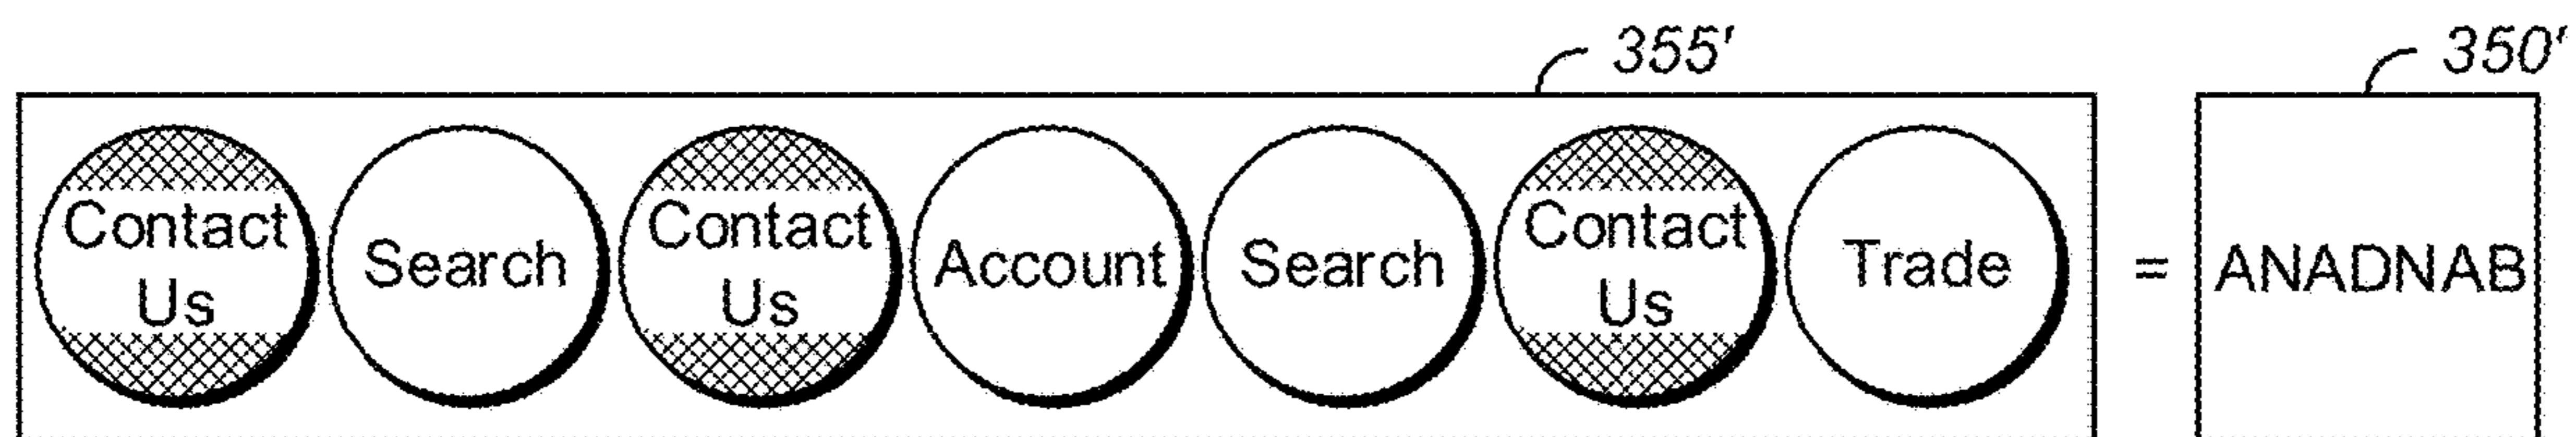 355' 350'
Contact Us Search Contact Us Account Search Contact Us Trade = ANADNAB